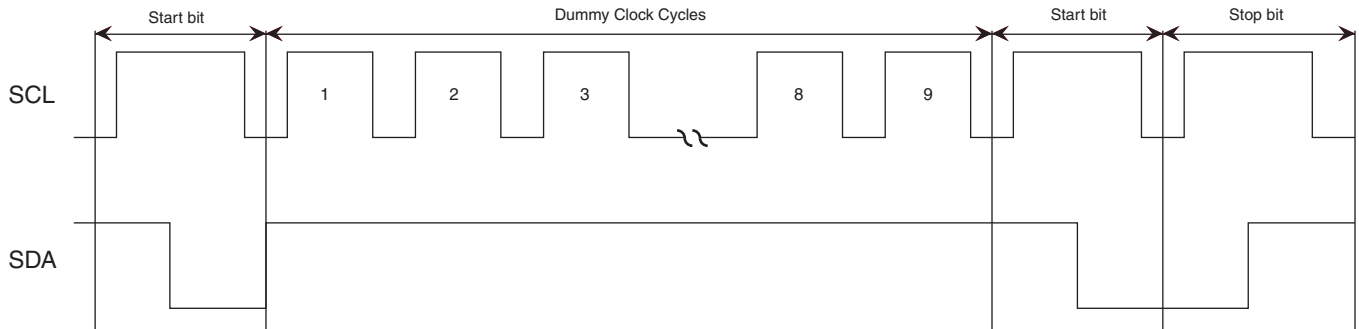 Start bit
Dummy Clock Cycles
Start bit
Stop bit
SCL
1
2
3
8
9
SDA